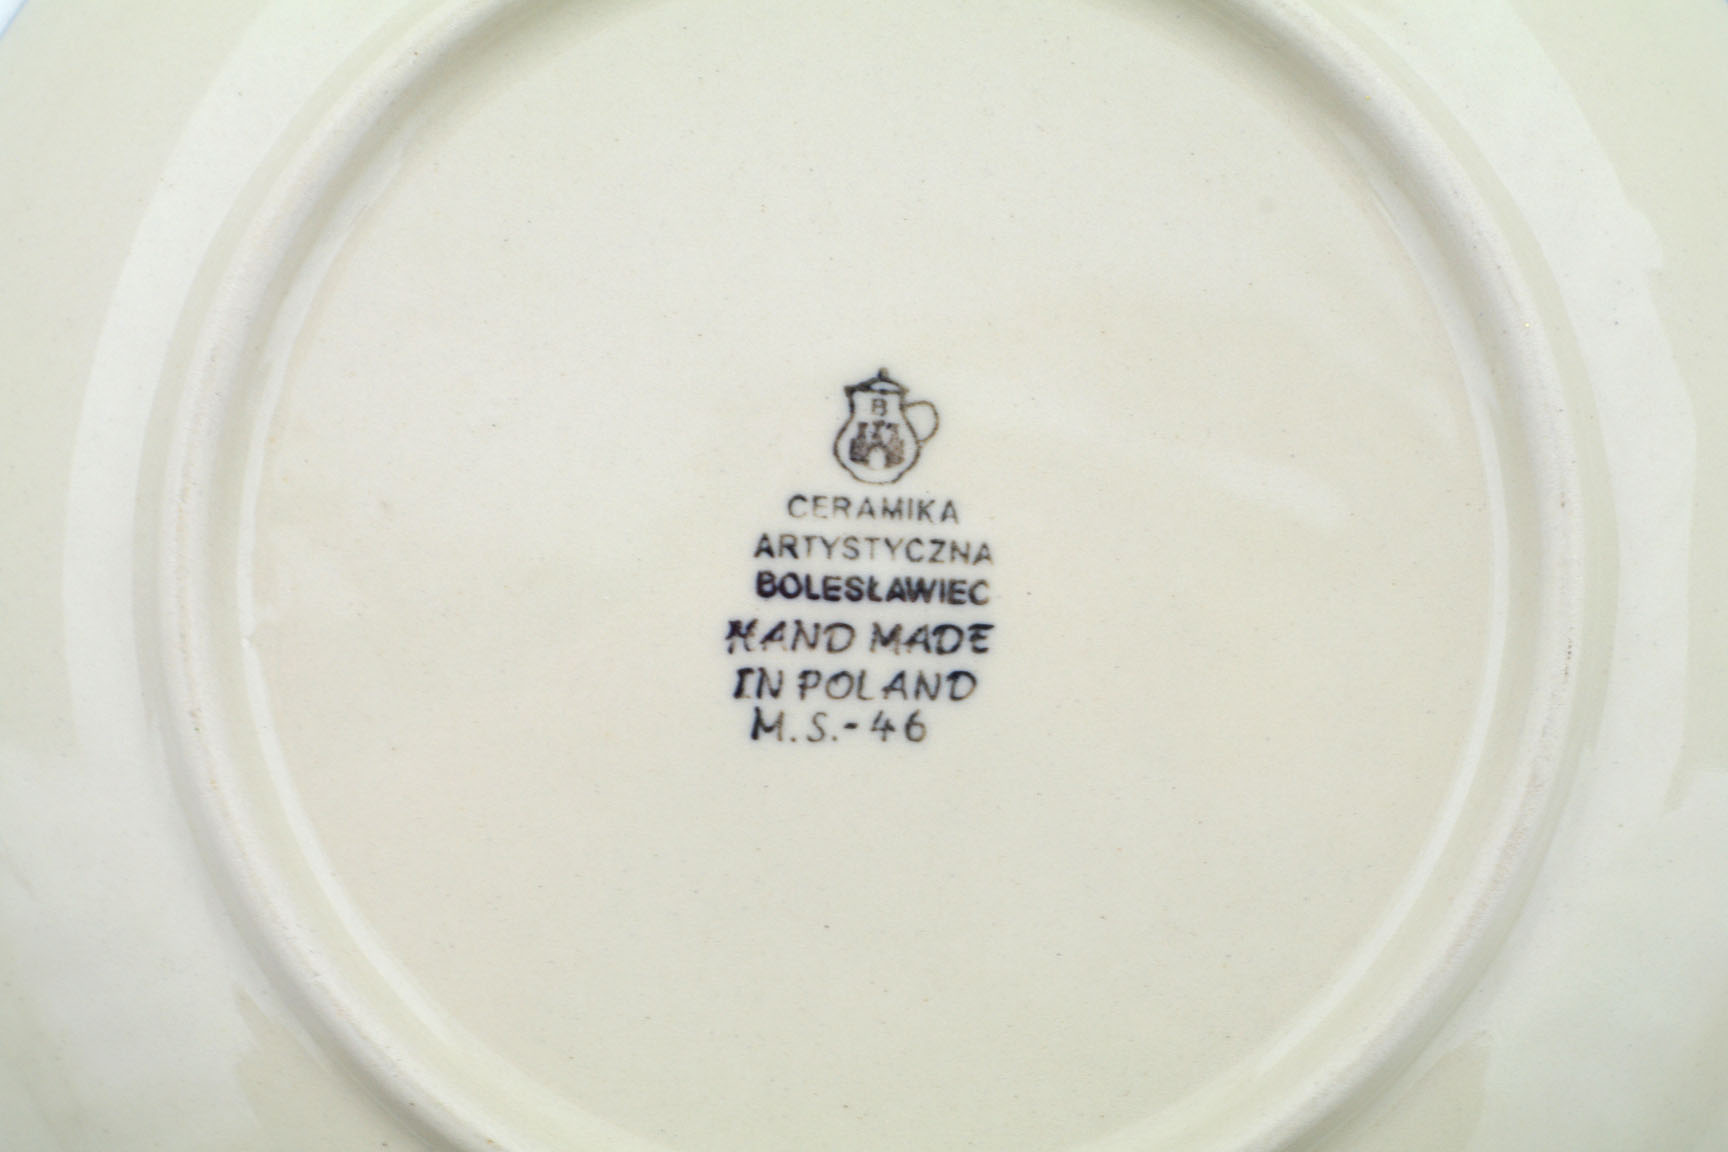 B
CERAMIKA
ARTYSTYCZNA
BOLESŁAWIEC
HAND MADE
IN POLAND
M.S.-46